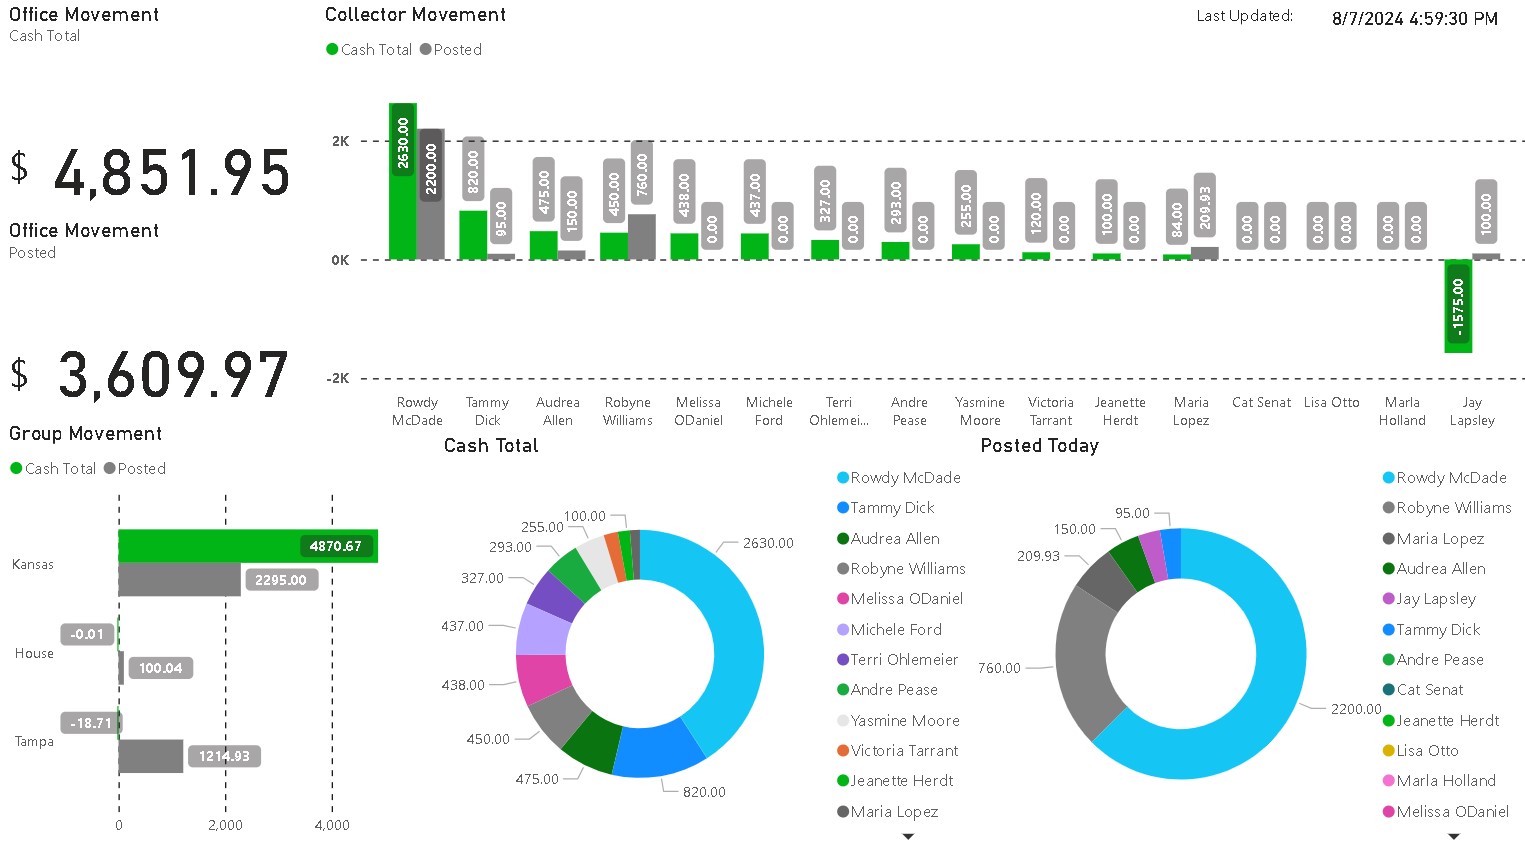 Office Movement
Cash Total
$ 4,851.95
Office Movement
Posted
$ 3,609.97
Collector Movement
Cash Total Posted
Last Updated: 8/7/2024 4:59:30 PM
2K
0K
-2K
2630.00
2200.00
820.00
95.00
475.00
150.00
450.00
760.00
438.00
0.00
437.00
0.00
327.00
0.00
293.00
0.00
255.00
0.00
120.00
0.00
100.00
0.00
84.00
209.93
0.00
0.00
0.00
0.00
0.00
0.00
-1575.00
100.00
Rowdy
McDade
Tammy
Dick
Audrea
Allen
Robyne
Williams
Melissa
ODaniel
Michele
Ford
Terri
Ohlemei...
Andre
Pease
Yasmine
Moore
Victoria
Tarrant
Jeanette
Herdt
Maria
Lopez
Cat Senat
Lisa Otto
Marla
Holland
Jay
Lapsley
Group Movement
Cash Total Posted
Kansas
4870.67
2295.00
House
-0.01
100.04
Tampa
-18.71
1214.93
0
2,000
4,000
Cash Total
100.00
255.00
293.00
327.00
437.00
438.00
450.00
475.00
820.00
2630.00
Rowdy McDade
Tammy Dick
Audrea Allen
Robyne Williams
Melissa ODaniel
Michele Ford
Terri Ohlemeier
Andre Pease
Yasmine Moore
Victoria Tarrant
Jeanette Herdt
Maria Lopez
Posted Today
95.00
150.00
209.93
760.00
2200.00
Rowdy McDade
Robyne Williams
Maria Lopez
Audrea Allen
Jay Lapsley
Tammy Dick
Andre Pease
Cat Senat
Jeanette Herdt
Lisa Otto
Marla Holland
Melissa ODaniel